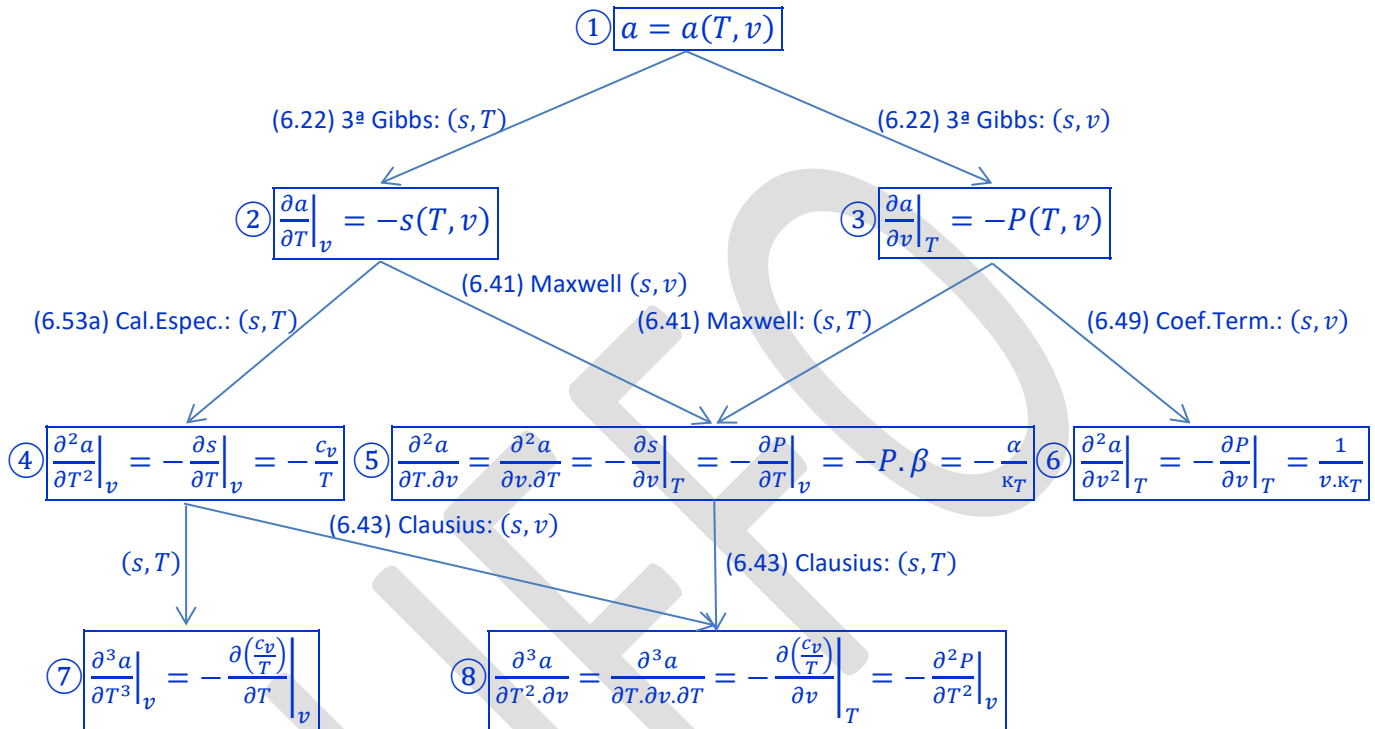 ① a = a(T, v)
(6.22) 3ª Gibbs: (s, T)
(6.22) 3ª Gibbs: (s, v)
② ∂a/∂T|_v = −s(T, v)
③ ∂a/∂v|_T = −P(T, v)
(6.41) Maxwell (s, v)
(6.53a) Cal.Espec.: (s, T)
(6.41) Maxwell: (s, T)
(6.49) Coef.Term.: (s, v)
④ ∂²a/∂T²|_v = −∂s/∂T|_v = −c_v/T
⑤ ∂²a/∂T.∂v = ∂²a/∂v.∂T = −∂s/∂v|_T = −∂P/∂T|_v = −P.β = −α/κ_T
⑥ ∂²a/∂v²|_T = −∂P/∂v|_T = 1/v.κ_T
(6.43) Clausius: (s, v)
(s, T)
(6.43) Clausius: (s, T)
⑦ ∂³a/∂T³|_v = −∂(c_v/T)/∂T|_v
⑧ ∂³a/∂T².∂v = ∂³a/∂T.∂v.∂T = −∂(c_v/T)/∂v|_T = −∂²P/∂T²|_v